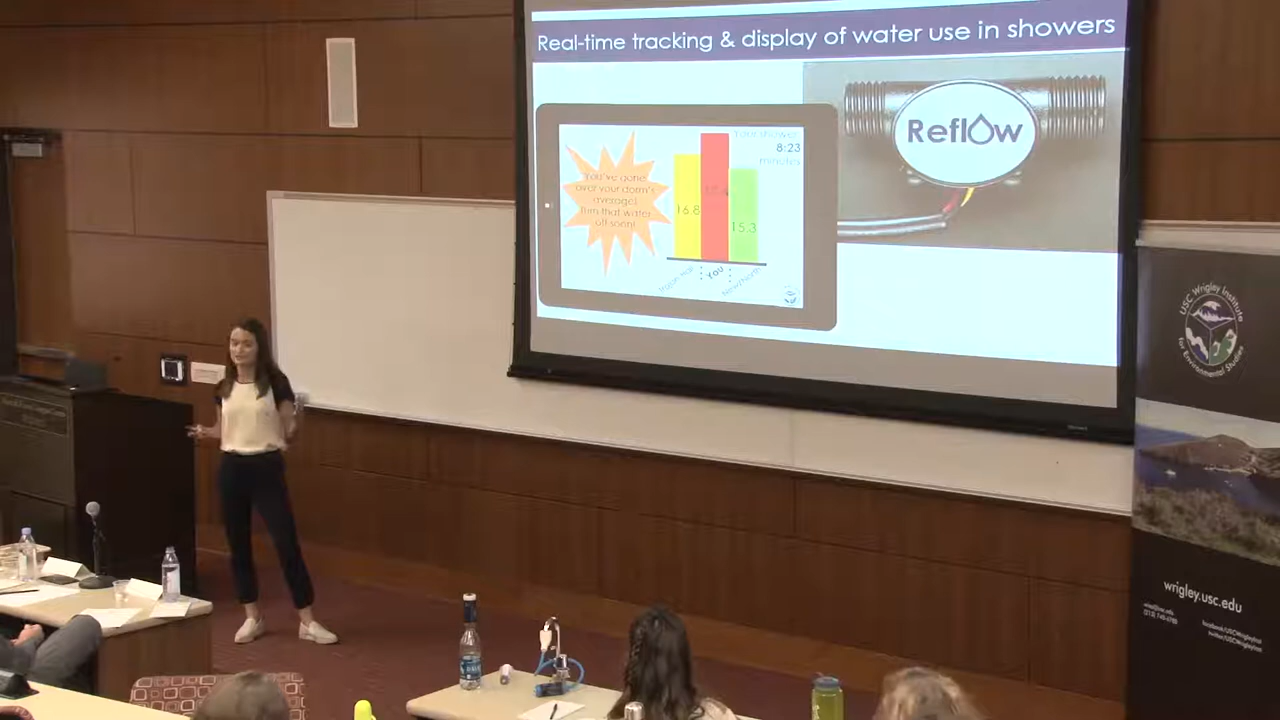 Real-time tracking & display of water use in showers
Reflow
Your shower:
8:23
minutes
You've gone
over your dorm's
average!
Turn that water
off soon!
16.8
15.3
YOU
USC Wrigley Institute
for Environmental Studies
wrigley.usc.edu